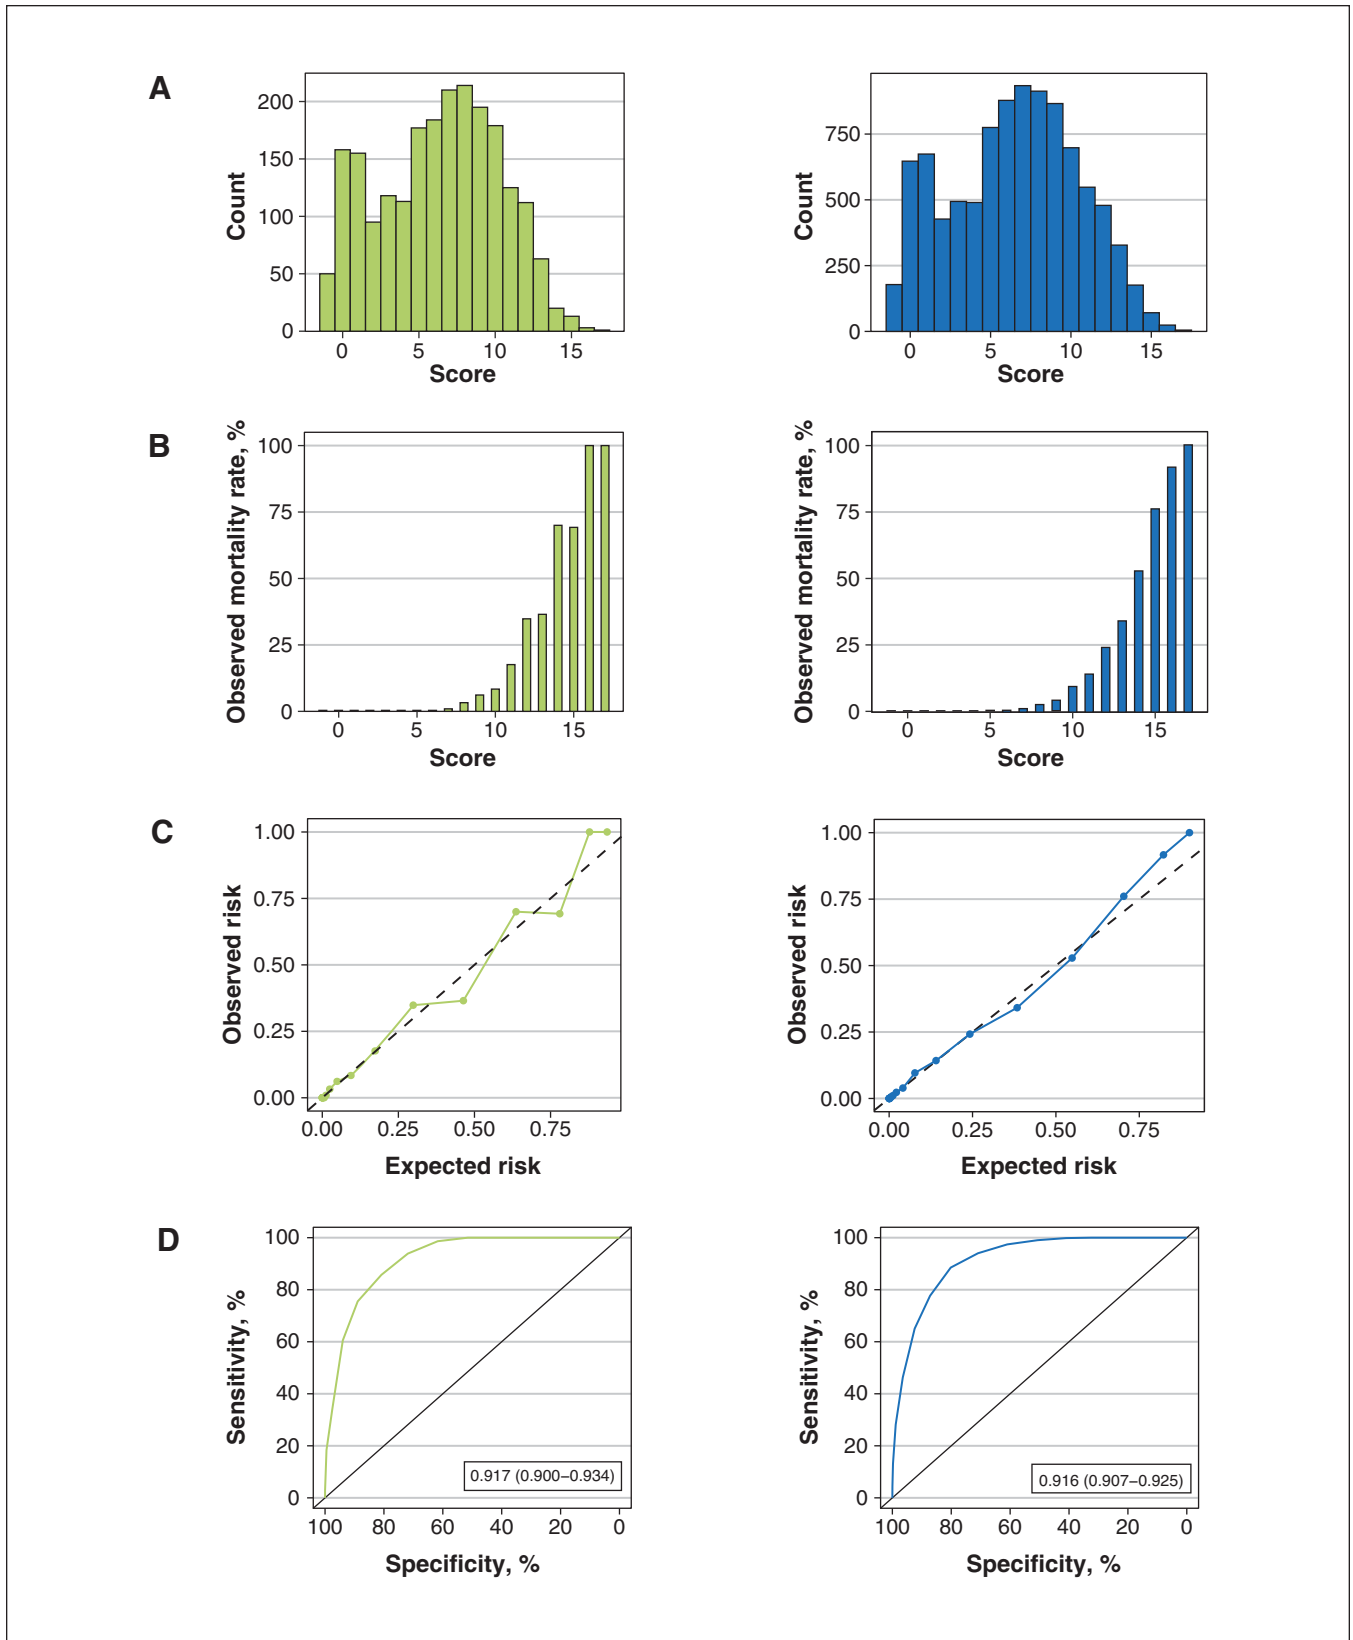 A
200
150
100
50
0
Count
0 5 10 15
Score
750
500
250
0
Count
0 5 10 15
Score
B
100
75
50
25
0
Observed mortality rate, %
0 5 10 15
Score
100
75
50
25
0
Observed mortality rate, %
0 5 10 15
Score
C
1.00
0.75
0.50
0.25
0.00
Observed risk
0.00 0.25 0.50 0.75
Expected risk
1.00
0.75
0.50
0.25
0.00
Observed risk
0.00 0.25 0.50 0.75
Expected risk
D
100
80
60
40
20
0
Sensitivity, %
0.917 (0.900–0.934)
100 80 60 40 20 0
Specificity, %
100
80
60
40
20
0
Sensitivity, %
0.916 (0.907–0.925)
100 80 60 40 20 0
Specificity, %